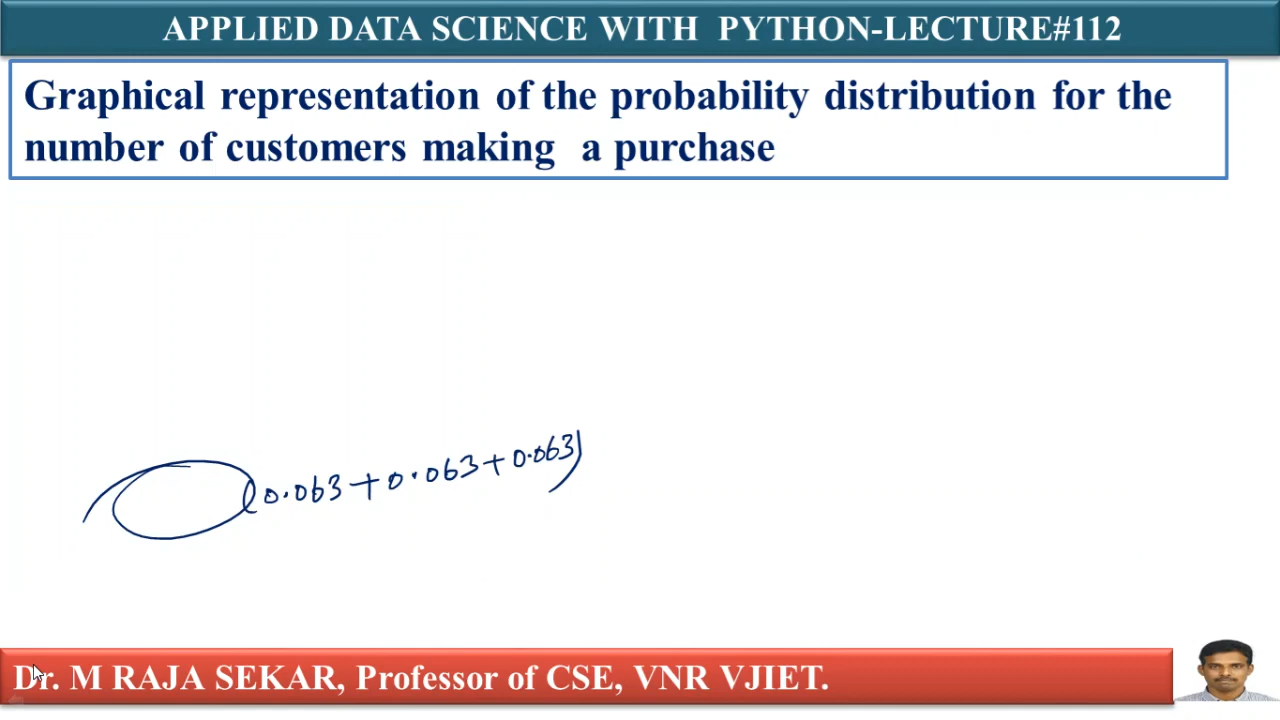 APPLIED DATA SCIENCE WITH PYTHON-LECTURE#112
Graphical representation of the probability distribution for the
number of customers making a purchase
(0.063+0.063+0.063)
Dr. M RAJA SEKAR, Professor of CSE, VNR VJIET.